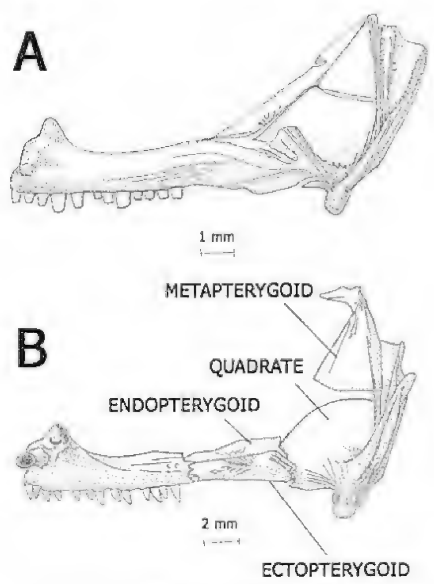 A
1 mm
METAPTERYGOID
B
QUADRATE
ENDOPTERYGOID
2 mm
ECTOPTERYGOID